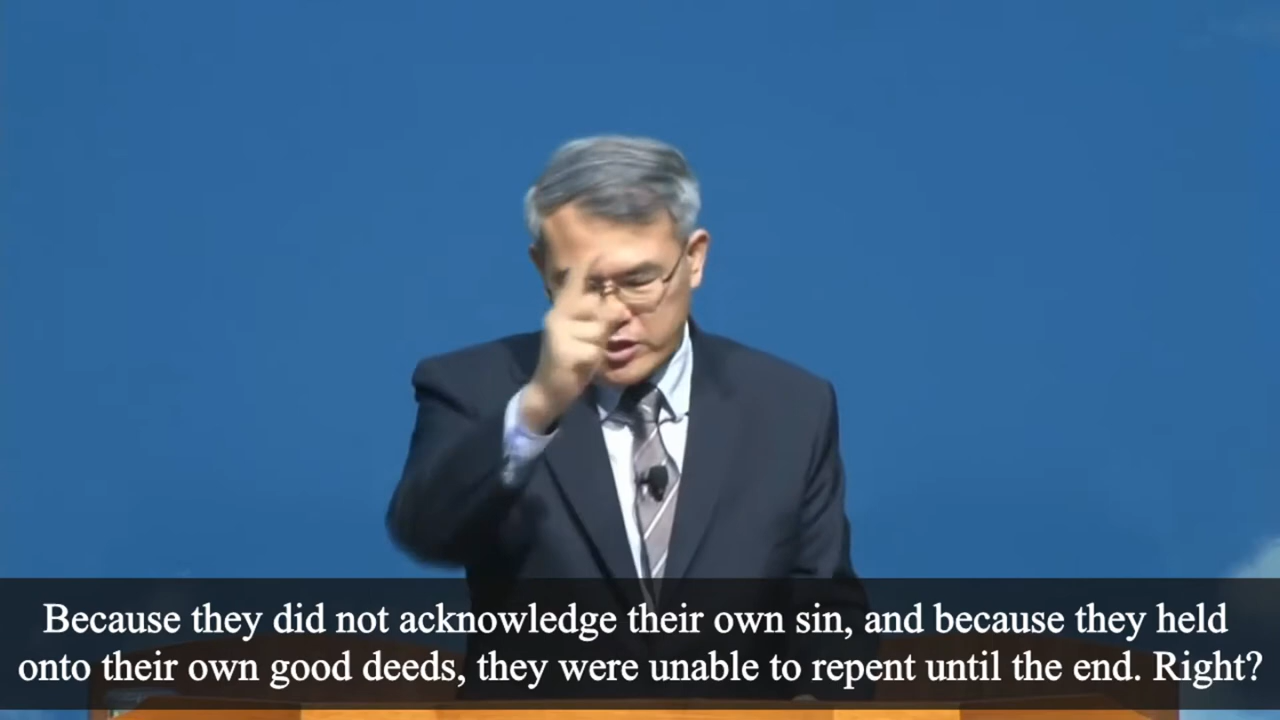 Because they did not acknowledge their own sin, and because they held
onto their own good deeds, they were unable to repent until the end. Right?